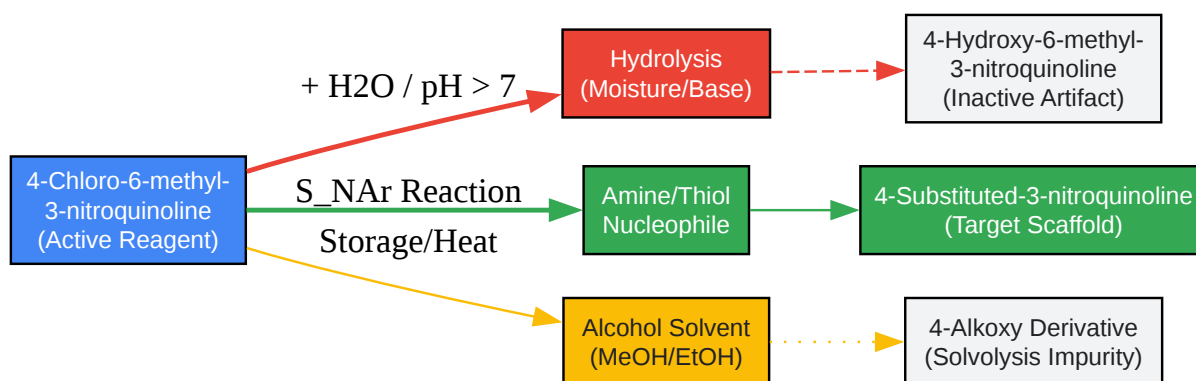 4-Chloro-6-methyl-
3-nitroquinoline
(Active Reagent)
+ H2O / pH > 7
Hydrolysis
(Moisture/Base)
4-Hydroxy-6-methyl-
3-nitroquinoline
(Inactive Artifact)
S_NAr Reaction
Amine/Thiol
Nucleophile
4-Substituted-3-nitroquinoline
(Target Scaffold)
Storage/Heat
Alcohol Solvent
(MeOH/EtOH)
4-Alkoxy Derivative
(Solvolysis Impurity)